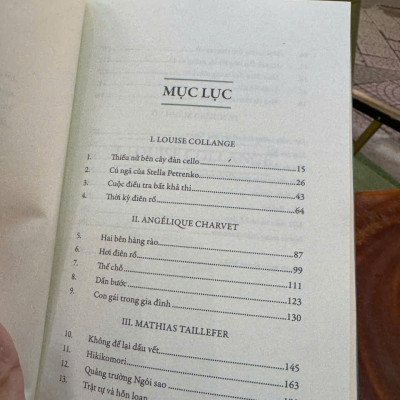 MỤC LỤC
I. LOUISE COLLANGE
1. Thiếu nữ bên cây đàn cello 15
2. Cú ngã của Stella Petrenko 26
3. Cuộc điều tra bất khả thi 43
4. Thời kỳ điên rồ 64
II. ANGÉLIQUE CHARVET
5. Hai bên hàng rào 87
6. Hơi điên rồ 99
7. Thế chỗ 111
8. Dấn bước 123
9. Con gái trong gia đình 130
III. MATHIAS TAILLEFER
10. Không để lại dấu vết 145
11. Hikikomori 163
12. Quảng trường Ngôi sao
13. Trật tự và hỗn loạn